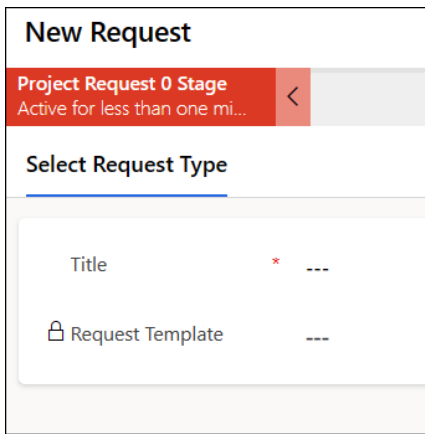 New Request
Project Request 0 Stage
Active for less than one mi...
Select Request Type
Title * ---
Request Template ---